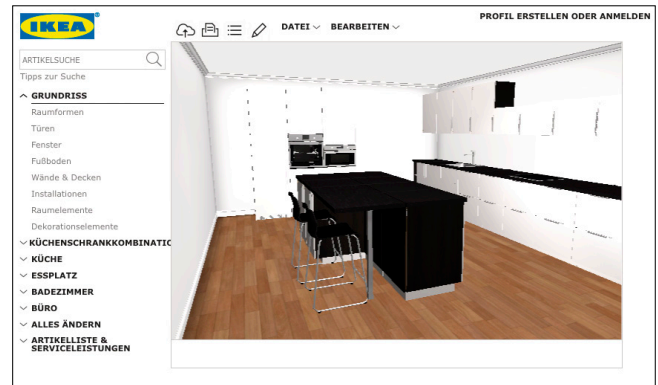 IKEA
DATEI BEARBEITEN
PROFIL ERSTELLEN ODER ANMELDEN
ARTIKELSUCHE
Tipps zur Suche
GRUNDRISS
Raumformen
Türen
Fenster
Fußboden
Wände & Decken
Installationen
Raumelemente
Dekorationselemente
KÜCHENSCHRANKKOMBINATIC
KÜCHE
ESSPLATZ
BADEZIMMER
BÜRO
ALLES ÄNDERN
ARTIKELLISTE &
SERVICELEISTUNGEN